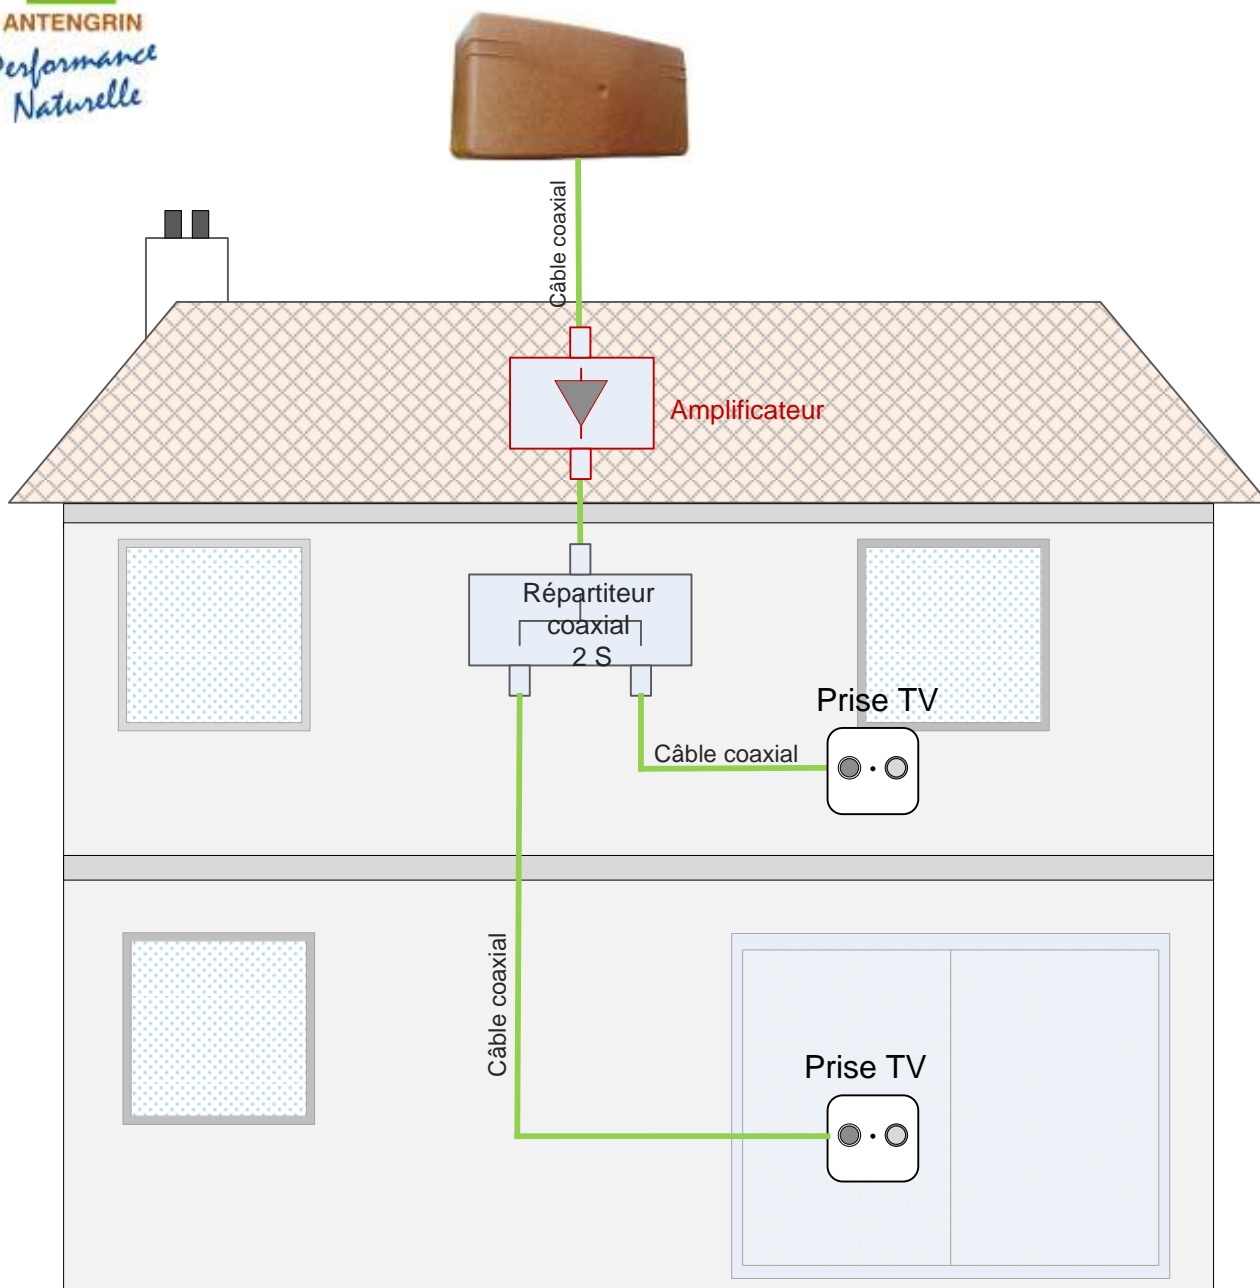 ANTENGRIN
Performance
Naturelle
Câble coaxial
Amplificateur
Répartiteur
coaxial
2 S
Prise TV
Câble coaxial
Câble coaxial
Prise TV